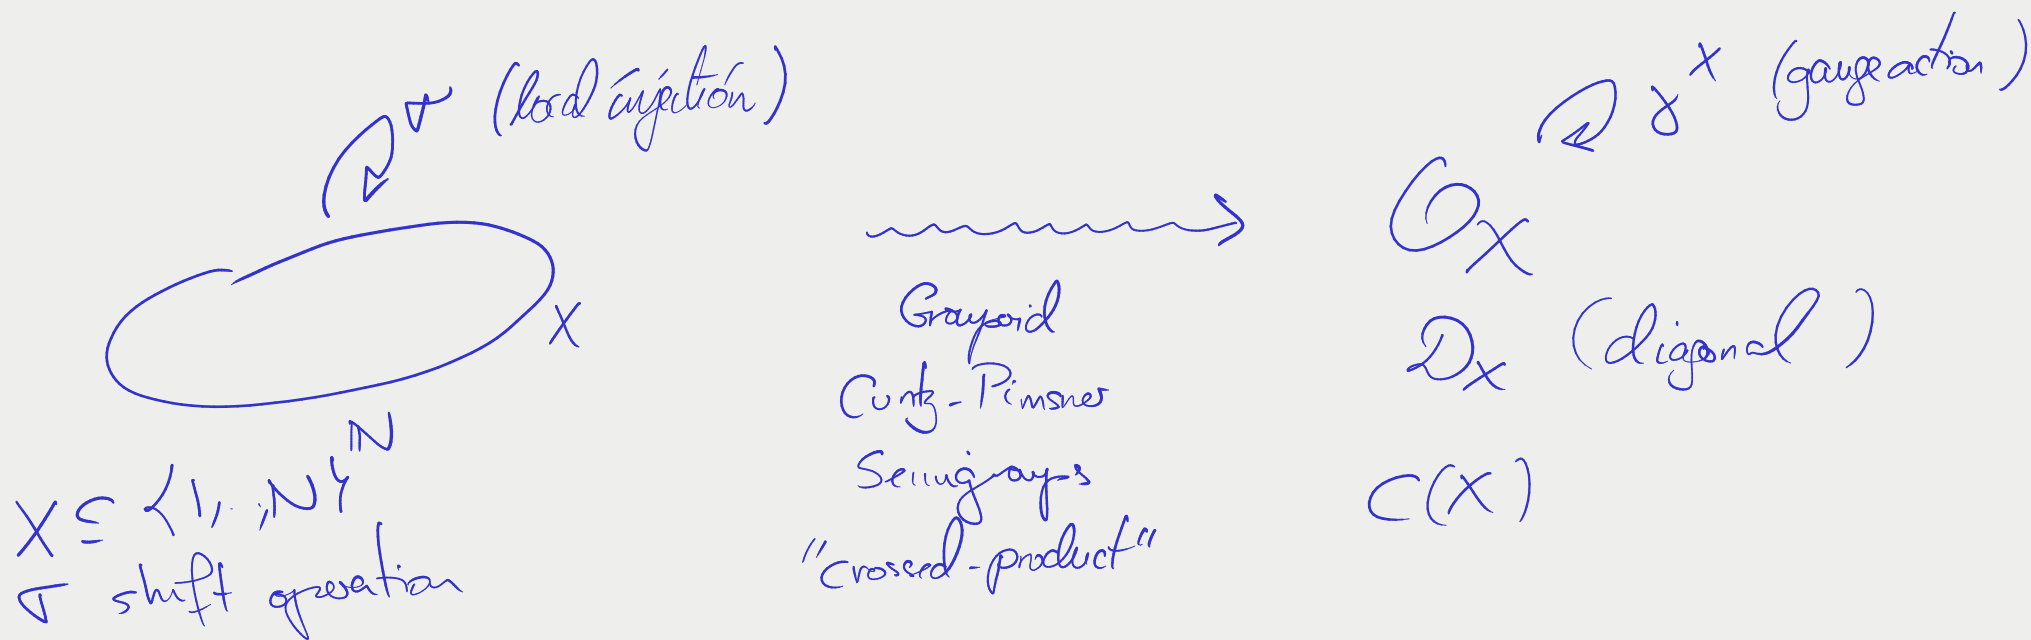 σ (local injection)
X
X ⊆ {1,..,N}^ℕ
σ shift operation
Groupoid
Cuntz-Pimsner
Semigroups
"crossed-product"
γ^X (gauge action)
O_X
D_X (diagonal)
C(X)